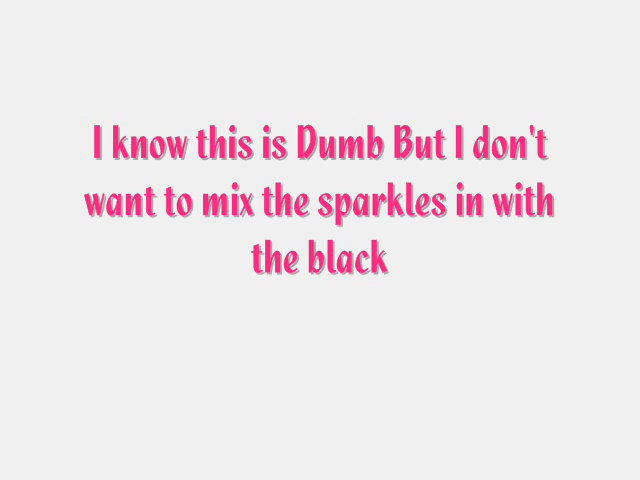 I know this is Dumb But I don't
want to mix the sparkles in with
the black